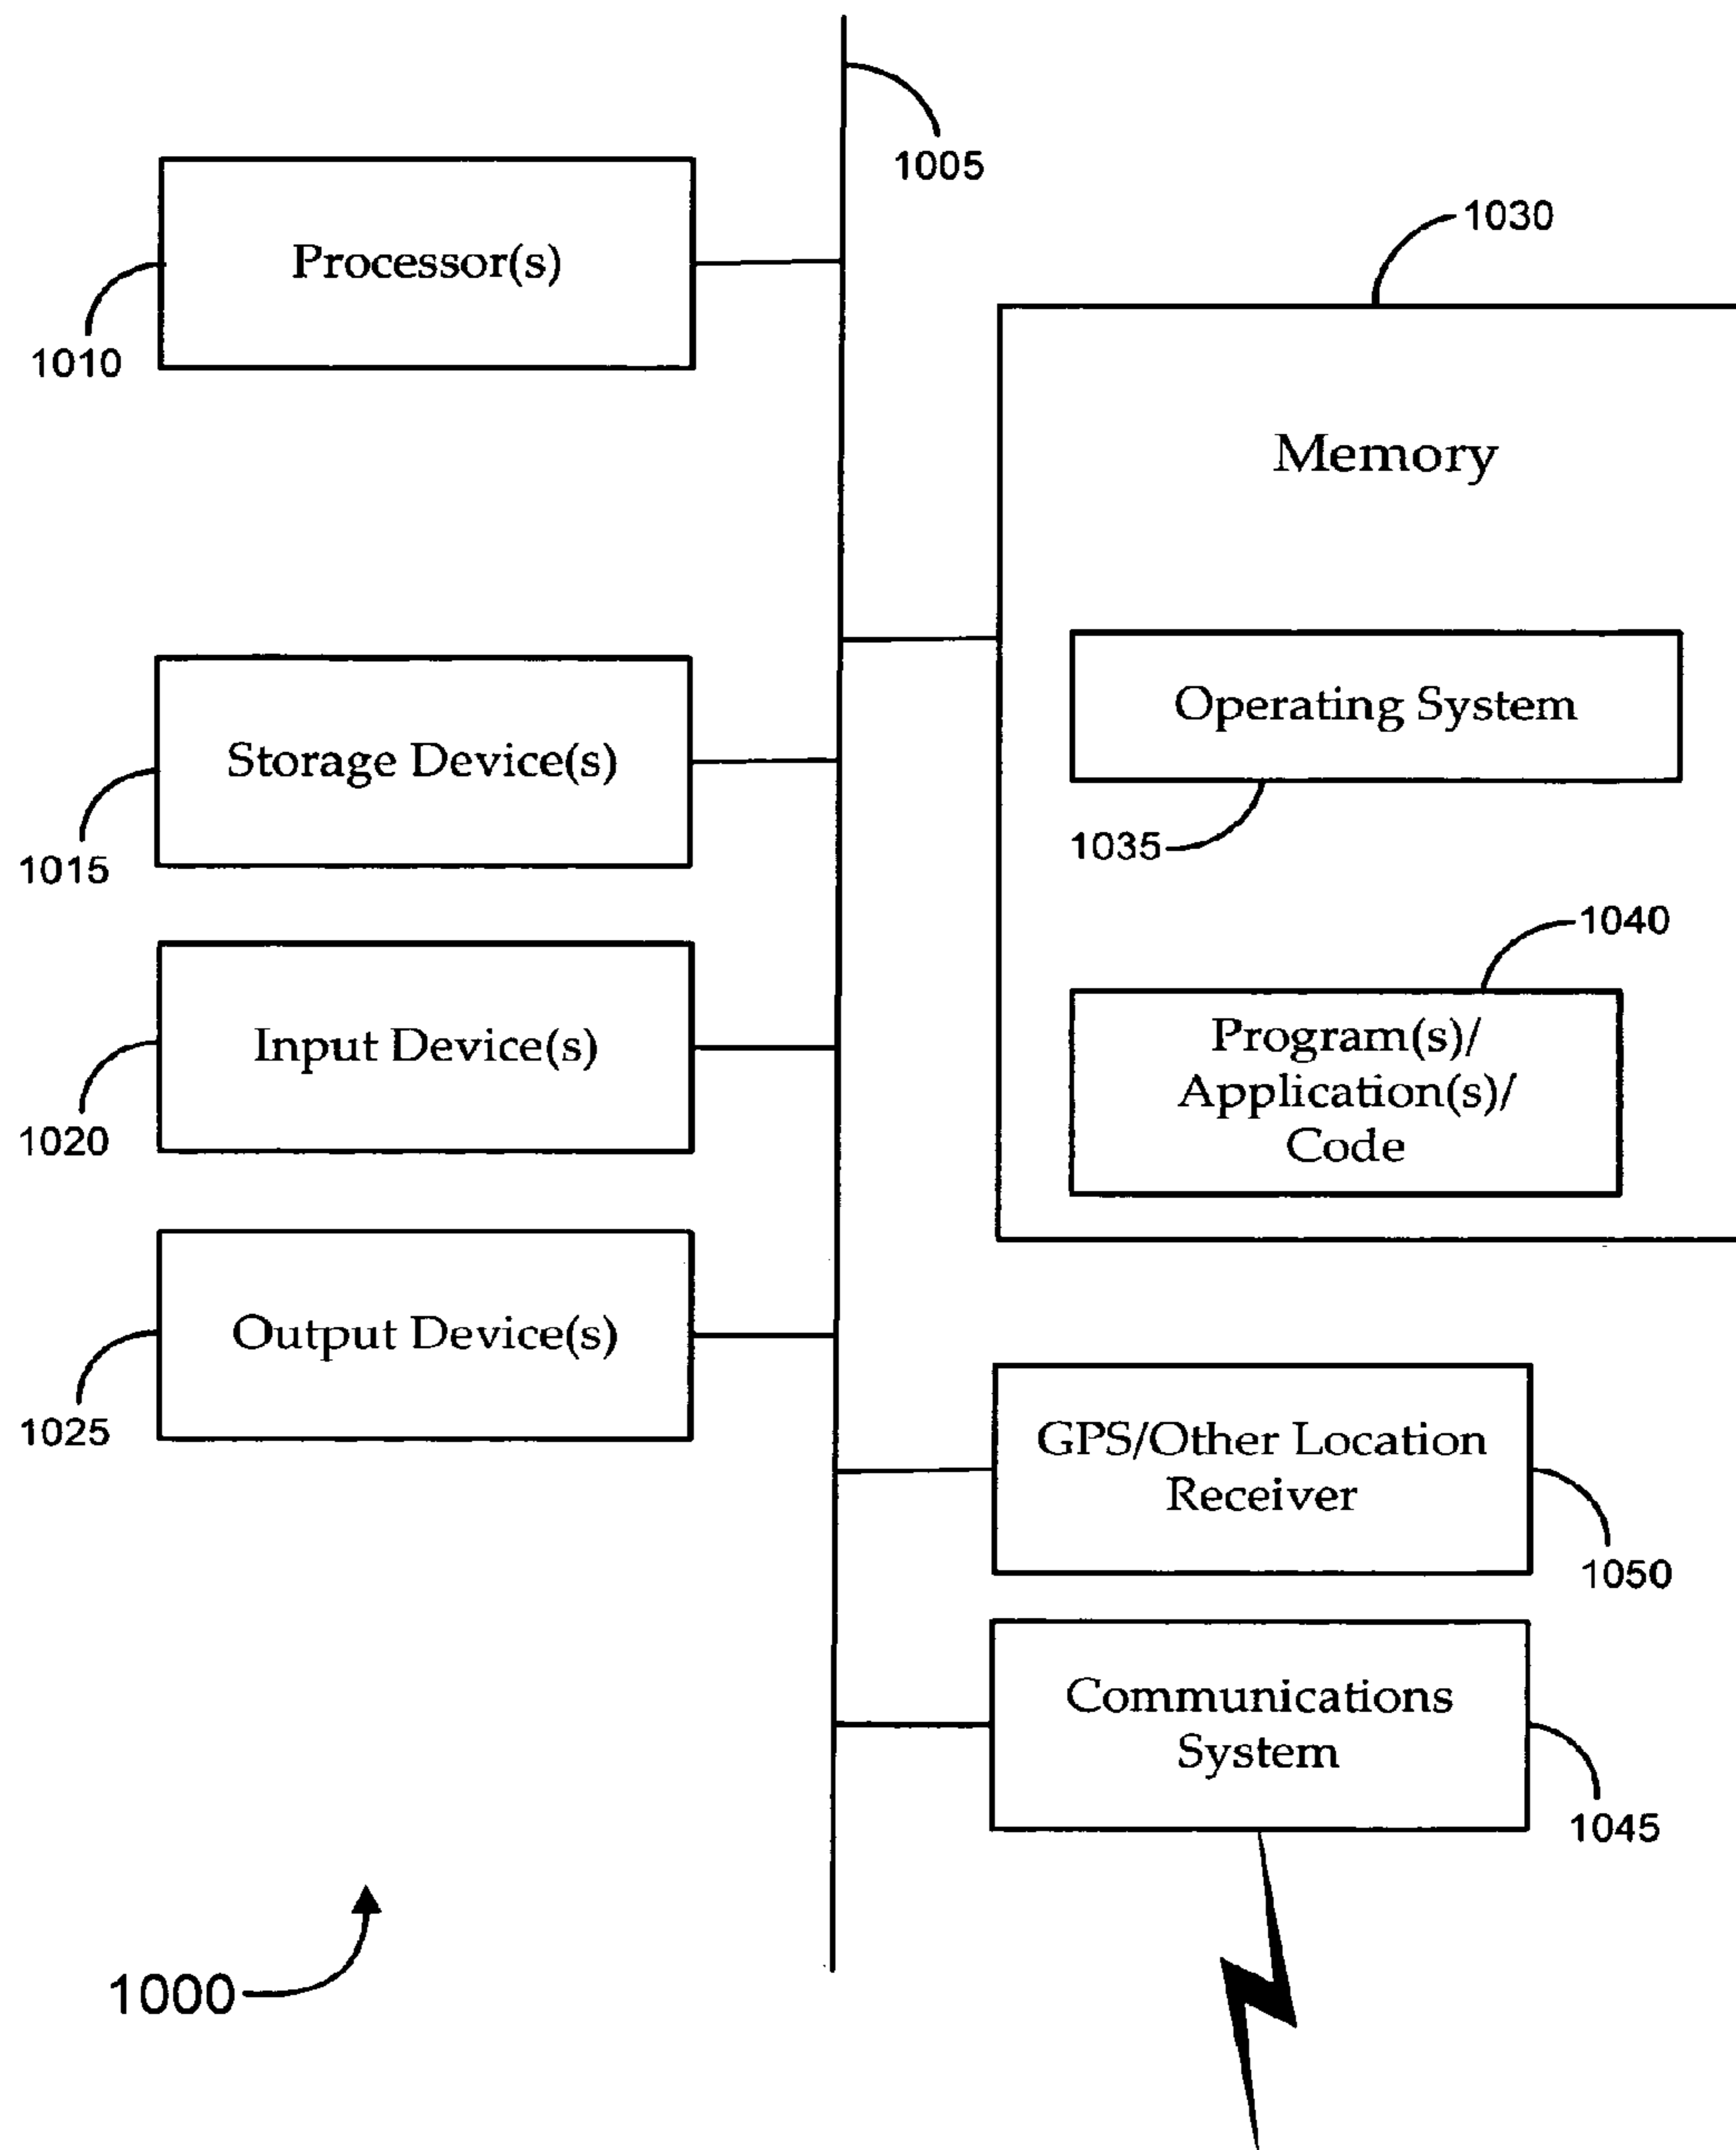 1005
Processor(s)
1010
1030
Memory
Storage Device(s)
1015
Operating System
1035
Input Device(s)
1020
1040
Program(s)/
Application(s)/
Code
Output Device(s)
1025
GPS/Other Location
Receiver
1050
Communications
System
1045
1000